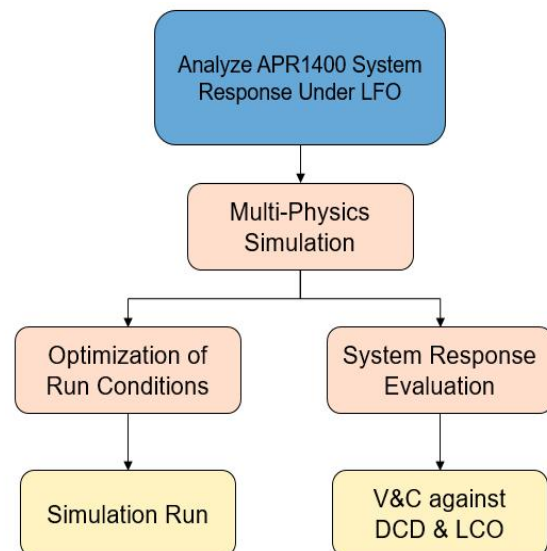 Analyze APR1400 System
Response Under LFO
Multi-Physics
Simulation
Optimization of
Run Conditions
System Response
Evaluation
Simulation Run
V&C against
DCD & LCO